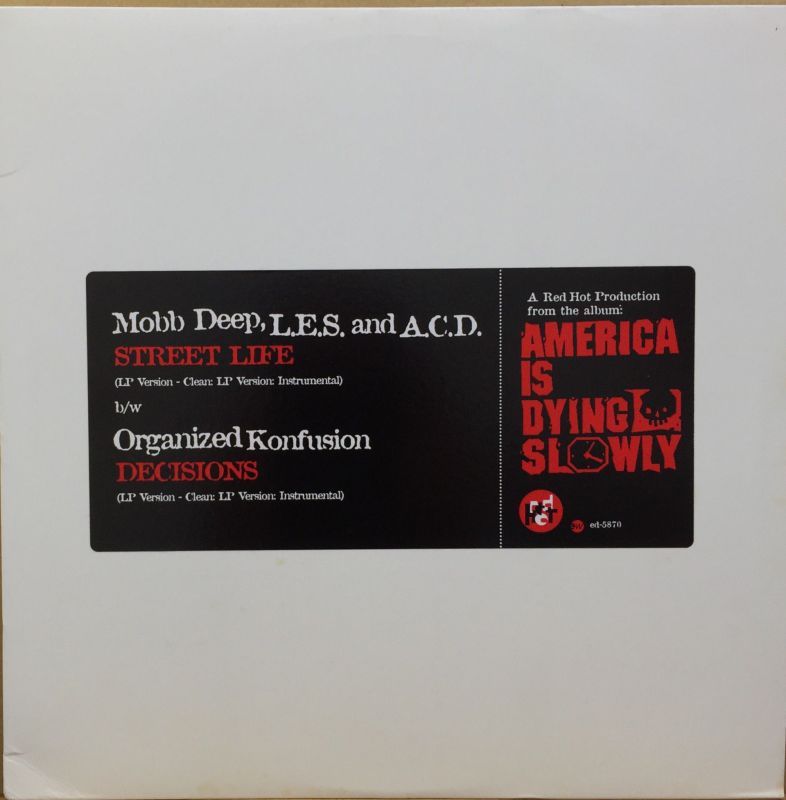 Mobb Deep, L.E.S. and A.C.D.
STREET LIFE
(LP Version - Clean: LP Version: Instrumental)
b/w
Organized Konfusion
DECISIONS
(LP Version - Clean: LP Version: Instrumental)
A Red Hot Production
from the album:
AMERICA
IS
DYING
SLOWLY
ed-5870